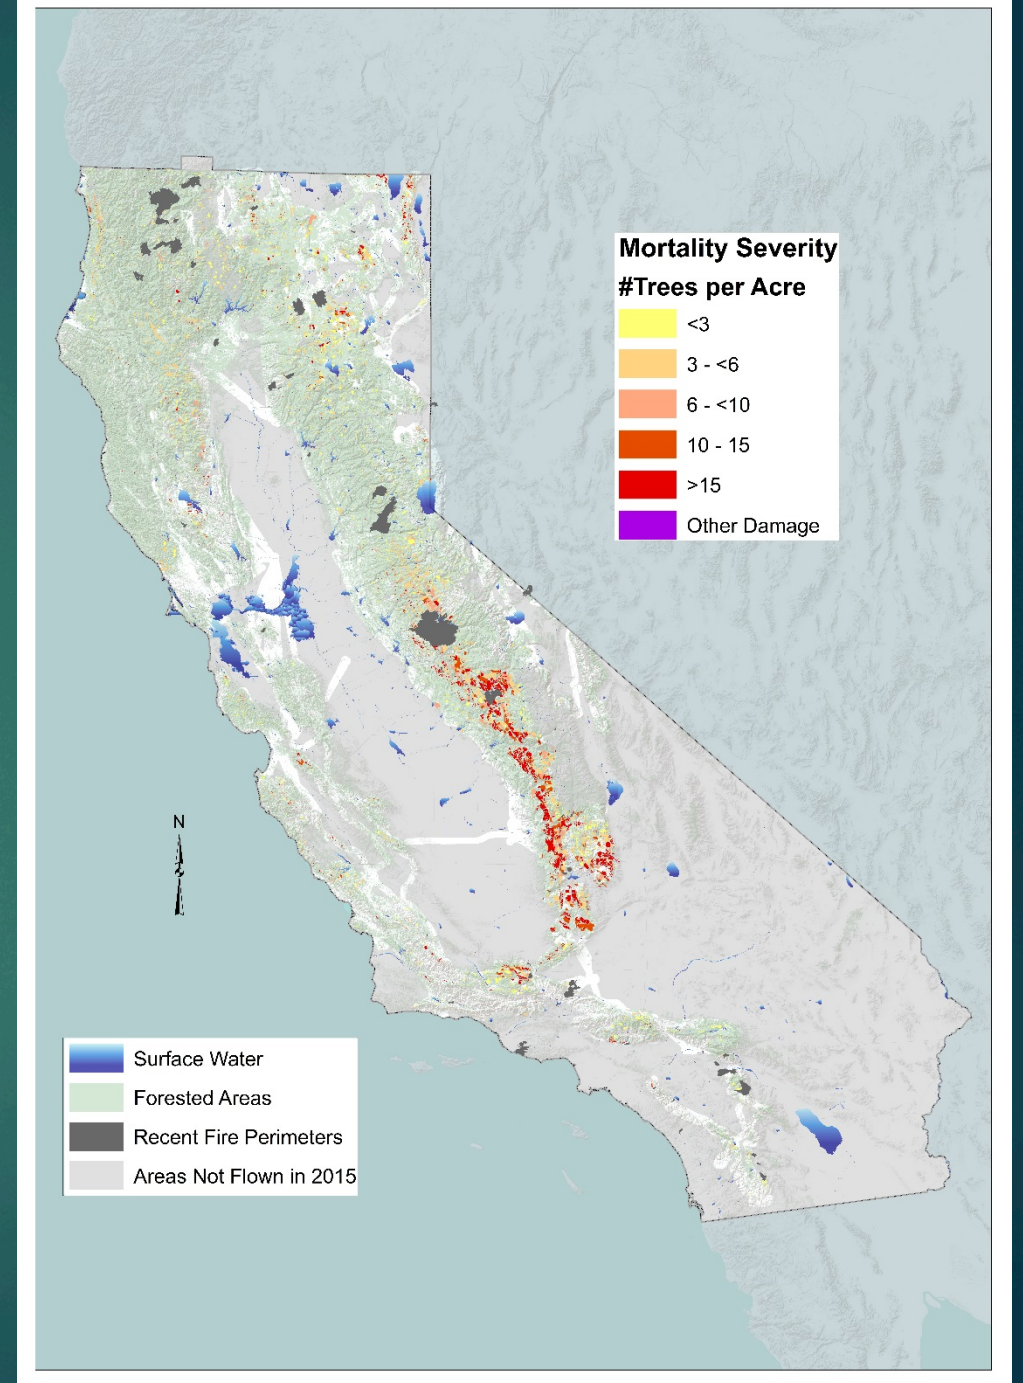 Mortality Severity
#Trees per Acre
<3
3 - <6
6 - <10
10 - 15
>15
Other Damage
N
Surface Water
Forested Areas
Recent Fire Perimeters
Areas Not Flown in 2015